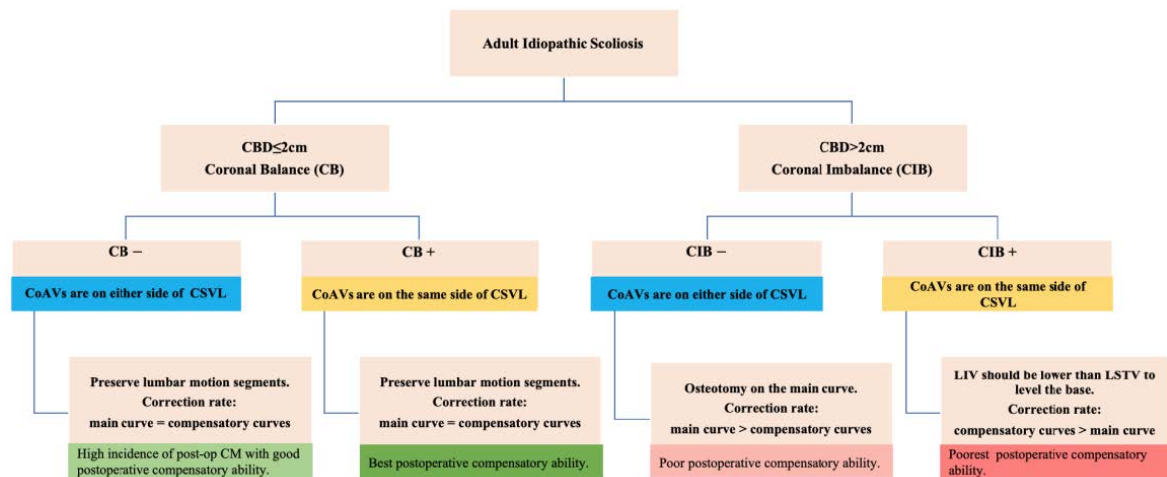 Adult Idiopathic Scoliosis
CBD≤2cm
Coronal Balance (CB)
CBD>2cm
Coronal Imbalance (CIB)
CB −
CoAVs are on either side of CSVL
CB +
CoAVs are on the same side of CSVL
CIB −
CoAVs are on either side of CSVL
CIB +
CoAVs are on the same side of
CSVL
Preserve lumbar motion segments.
Correction rate:
main curve = compensatory curves
High incidence of post-op CM with good
postoperative compensatory ability.
Preserve lumbar motion segments.
Correction rate:
main curve = compensatory curves
Best postoperative compensatory ability.
Osteotomy on the main curve.
Correction rate:
main curve > compensatory curves
Poor postoperative compensatory ability.
LIV should be lower than LSTV to
level the base.
Correction rate:
compensatory curves > main curve
Poorest postoperative compensatory
ability.